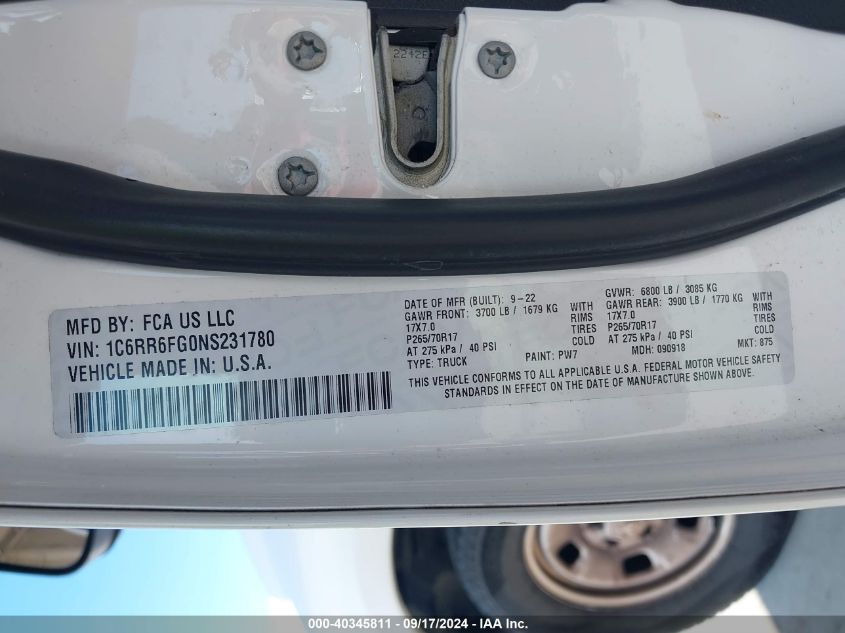 2242E
MFD BY: FCA US LLC
VIN: 1C6RR6FG0NS231780
VEHICLE MADE IN: U.S.A.
DATE OF MFR (BUILT): 9-22
GAWR FRONT: 3700 LB / 1679 KG WITH
17X7.0 RIMS
P265/70R17 TIRES
AT 275 kPa / 40 PSI COLD
TYPE: TRUCK PAINT: PW7
GVWR: 6800 LB / 3085 KG
GAWR REAR: 3900 LB / 1770 KG WITH
17X7.0 RIMS
P265/70R17 TIRES
AT 275 kPa / 40 PSI COLD
MDH: 090918 MKT: 875
THIS VEHICLE CONFORMS TO ALL APPLICABLE U.S.A. FEDERAL MOTOR VEHICLE SAFETY
STANDARDS IN EFFECT ON THE DATE OF MANUFACTURE SHOWN ABOVE.
000-40345811 - 09/17/2024 - IAA Inc.